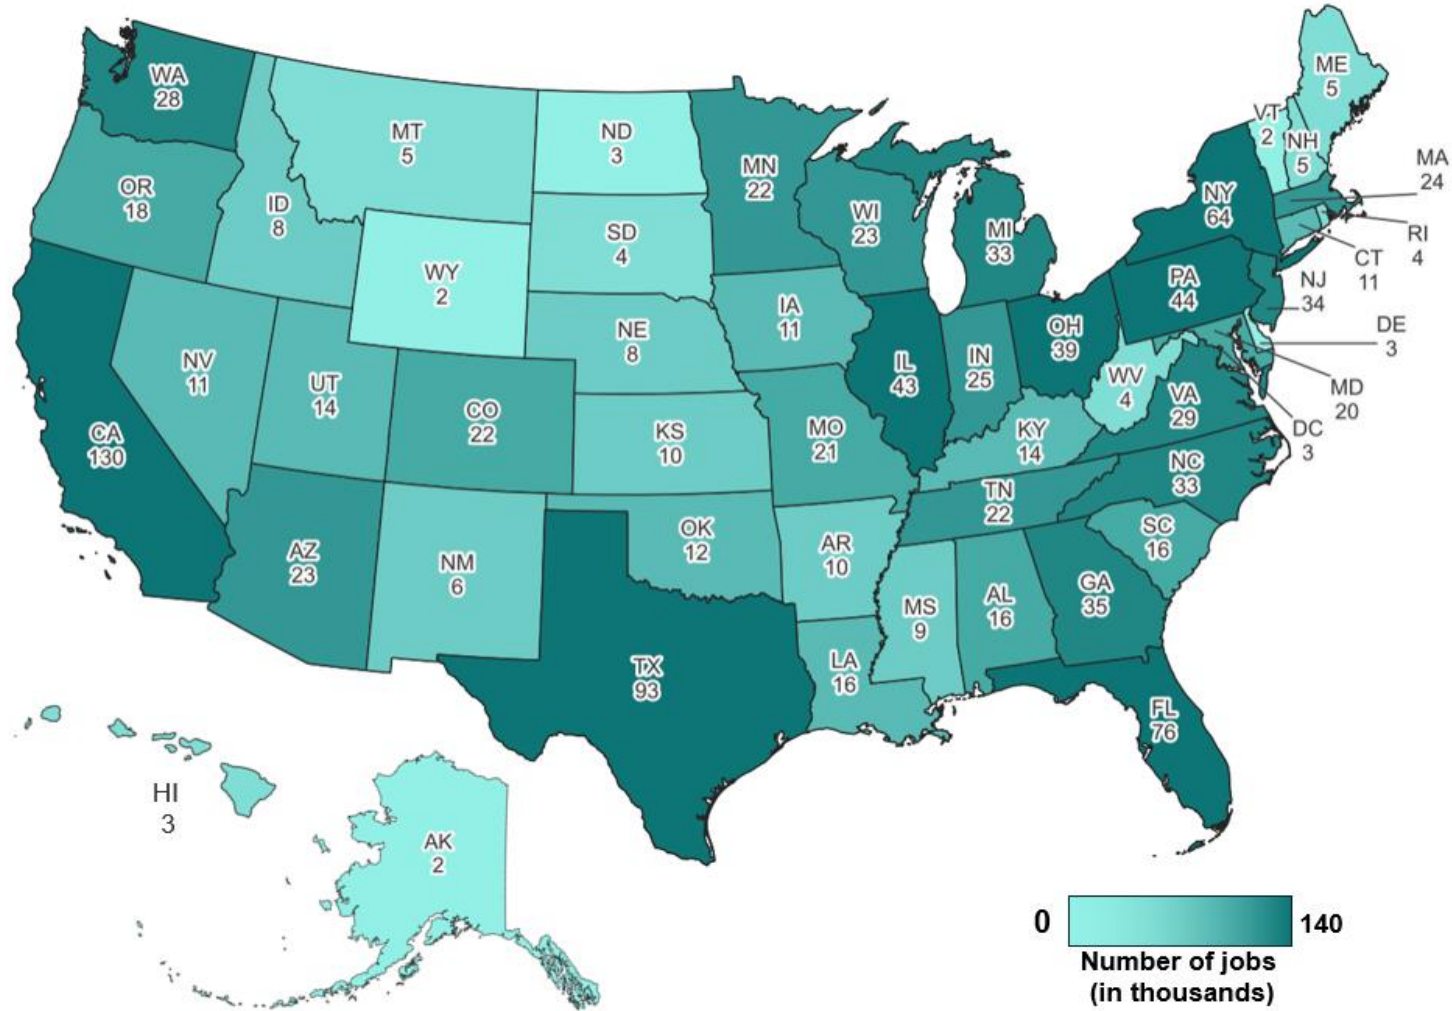 WA
28
OR
18
ID
8
MT
5
ND
3
MN
22
WI
23
MI
33
NY
64
VT
2
NH
5
ME
5
MA
24
RI
4
CT
11
NJ
34
PA
44
DE
3
MD
20
DC
3
SD
4
WY
2
NE
8
IA
11
IL
43
IN
25
OH
39
WV
4
VA
29
NC
33
KY
14
TN
22
SC
16
CA
130
NV
11
UT
14
CO
22
KS
10
MO
21
AZ
23
NM
6
OK
12
AR
10
MS
9
AL
16
GA
35
TX
93
LA
16
FL
76
HI
3
AK
2
0
140
Number of jobs
(in thousands)